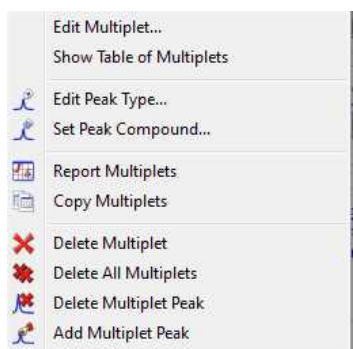 Edit Multiplet...
Show Table of Multiplets
Edit Peak Type...
Set Peak Compound...
Report Multiplets
Copy Multiplets
Delete Multiplet
Delete All Multiplets
Delete Multiplet Peak
Add Multiplet Peak